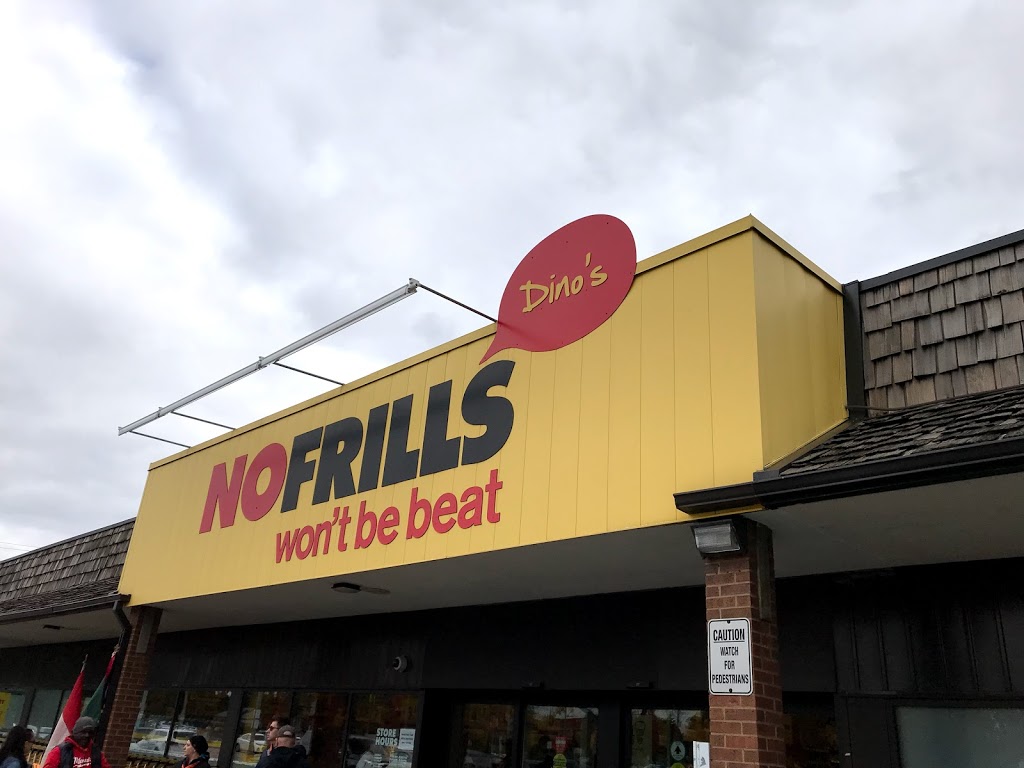 Dino's
NOFRILLS
won't be beat
CAUTION
WATCH
FOR
PEDESTRIANS
STORE
HOURS